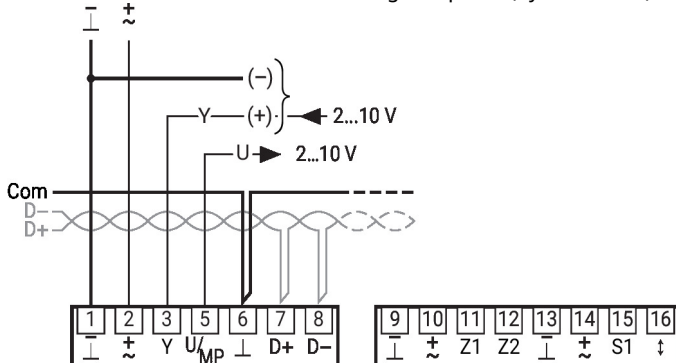 − +
⊥ ~
(−)
Y (+) 2...10 V
U 2...10 V
Com
D−
D+
1 2 3 5 6 7 8 9 10 11 12 13 14 15 16
− + Y U/MP ⊥ D+ D− − + Z1 Z2 − + S1 ↕
⊥ ~ ⊥ ~ ⊥ ~